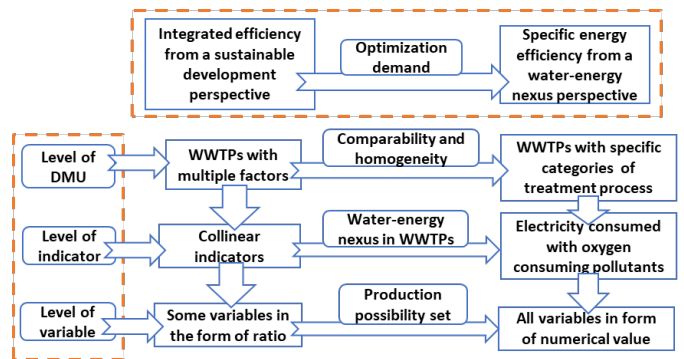 Integrated efficiency
from a sustainable
development
perspective
Optimization
demand
Specific energy
efficiency from a
water-energy
nexus perspective
Level of
DMU
WWTPs with
multiple factors
Comparability and
homogeneity
WWTPs with specific
categories of
treatment process
Level of
indicator
Collinear
indicators
Water-energy
nexus in WWTPs
Electricity consumed
with oxygen
consuming pollutants
Level of
variable
Some variables in
the form of ratio
Production
possibility set
All variables in form
of numerical value